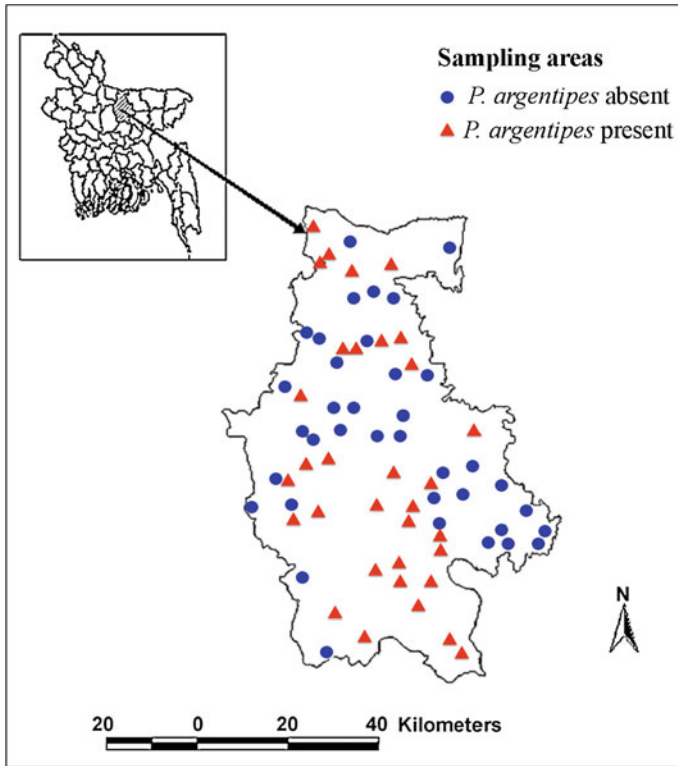 Sampling areas
P. argentipes absent
P. argentipes present
N
20 0 20 40 Kilometers